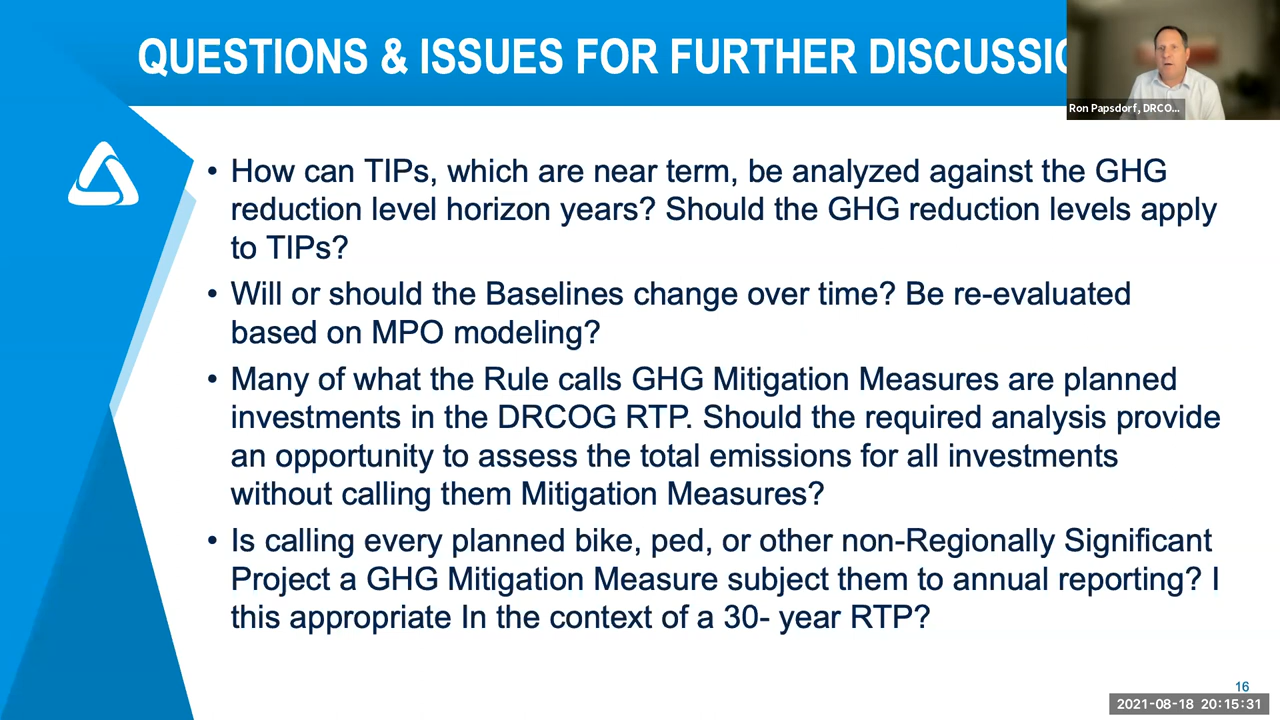 QUESTIONS & ISSUES FOR FURTHER DISCUSSIO
Ron Papsdorf, DRCO...
• How can TIPs, which are near term, be analyzed against the GHG
reduction level horizon years? Should the GHG reduction levels apply
to TIPs?
• Will or should the Baselines change over time? Be re-evaluated
based on MPO modeling?
• Many of what the Rule calls GHG Mitigation Measures are planned
investments in the DRCOG RTP. Should the required analysis provide
an opportunity to assess the total emissions for all investments
without calling them Mitigation Measures?
• Is calling every planned bike, ped, or other non-Regionally Significant
Project a GHG Mitigation Measure subject them to annual reporting? I
this appropriate In the context of a 30- year RTP?
16
2021-08-18 20:15:31